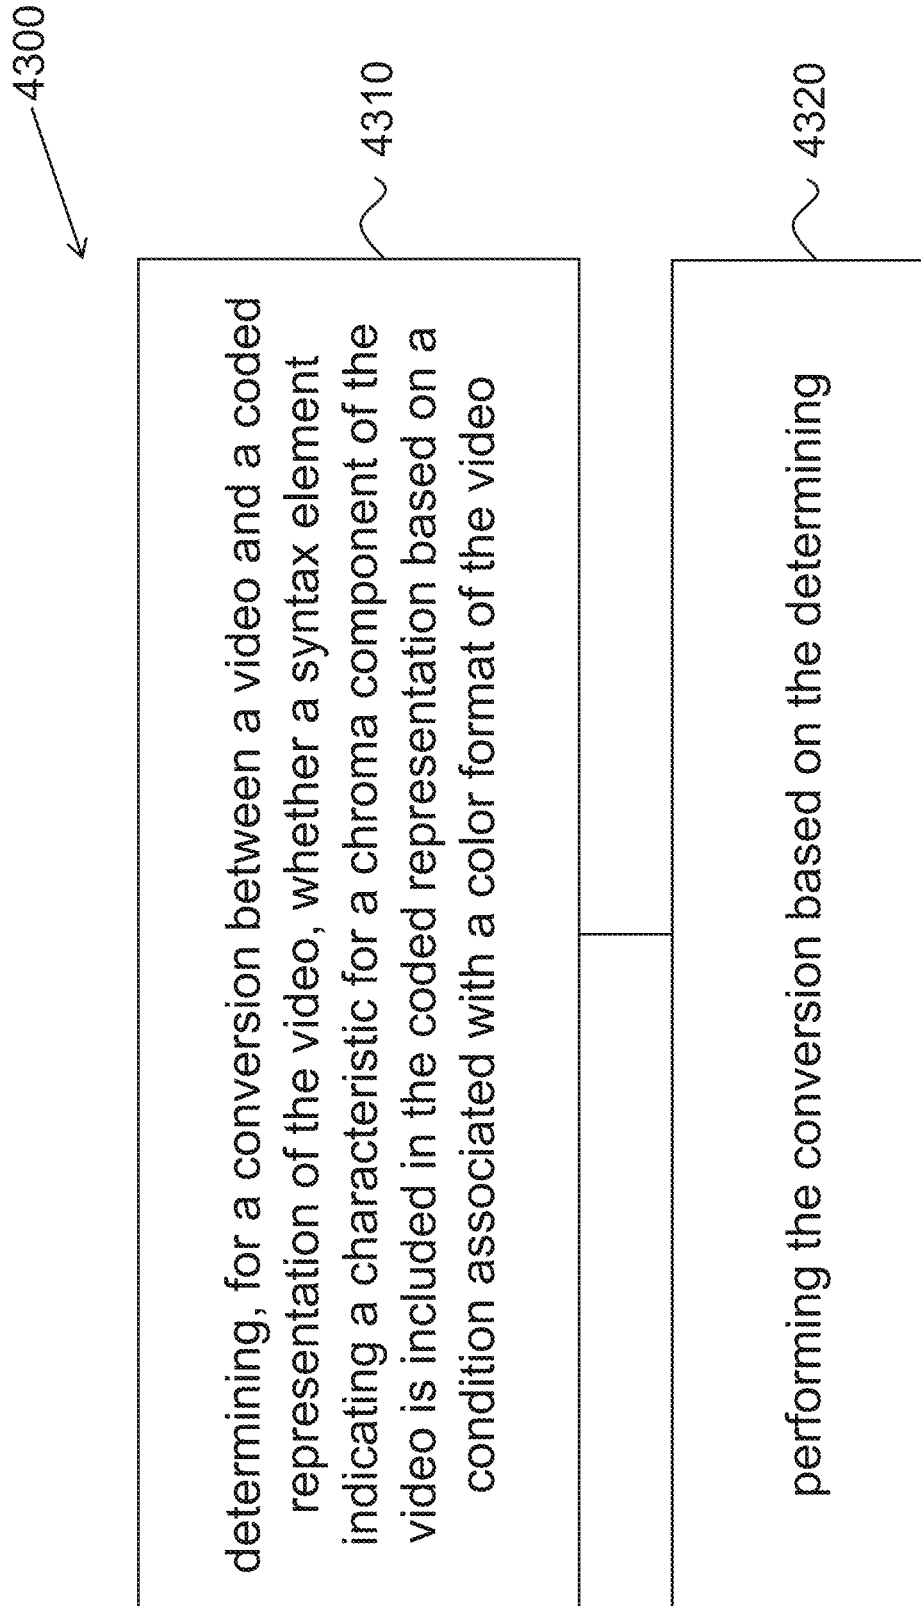 4300
determining, for a conversion between a video and a coded
representation of the video, whether a syntax element
indicating a characteristic for a chroma component of the
video is included in the coded representation based on a
condition associated with a color format of the video
4310
performing the conversion based on the determining
4320